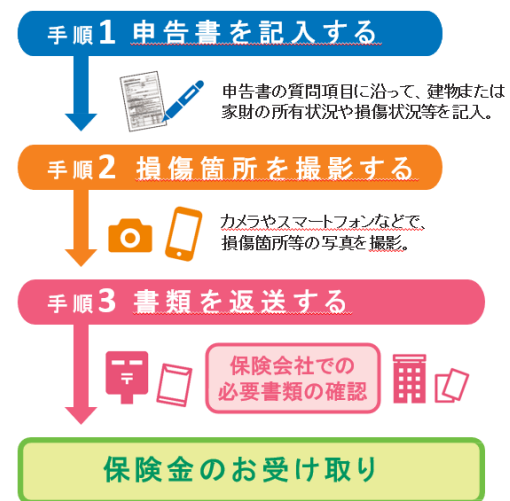 手順1 申告書を記入する
申告書の質問項目に沿って、建物または
家財の所有状況や損傷状況等を記入。
手順2 損傷箇所を撮影する
カメラやスマートフォンなどで、
損傷箇所等の写真を撮影。
手順3 書類を返送する
〒
保険会社での
必要書類の確認
保険金のお受け取り